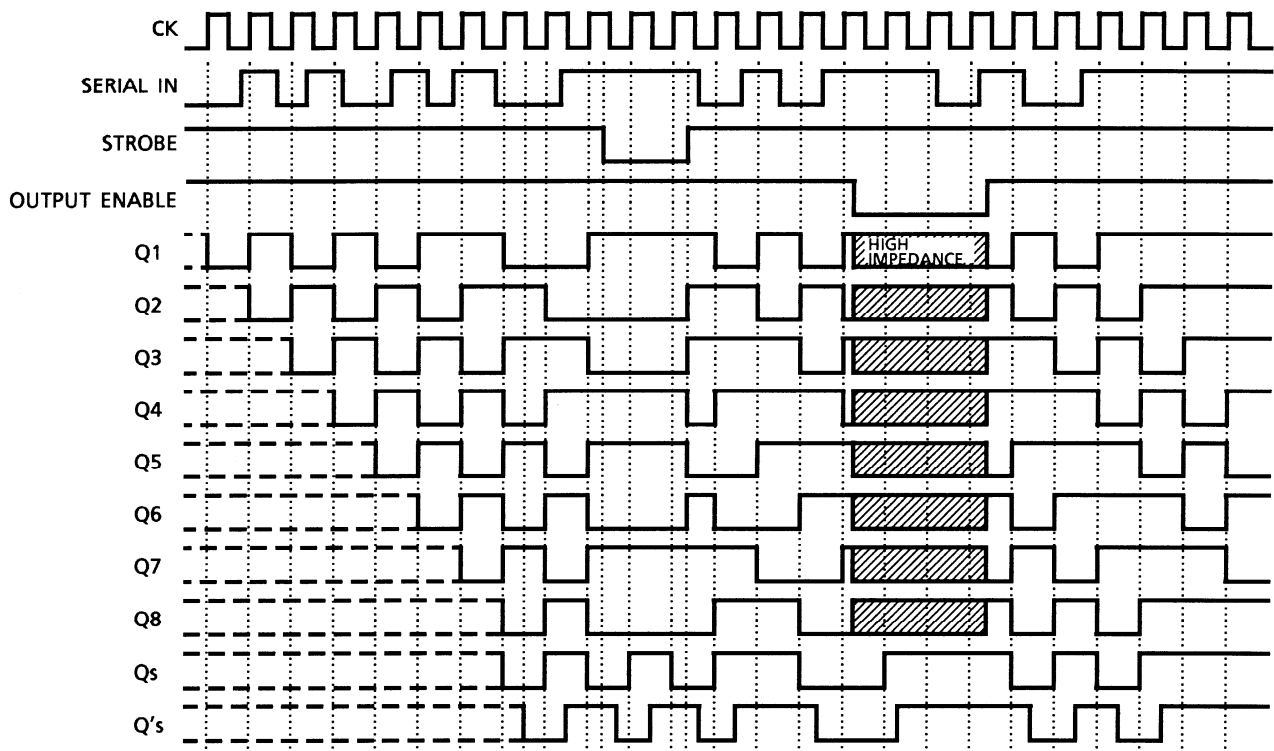 CK
SERIAL IN
STROBE
OUTPUT ENABLE
Q1
HIGH
IMPEDANCE
Q2
Q3
Q4
Q5
Q6
Q7
Q8
Qs
Q's